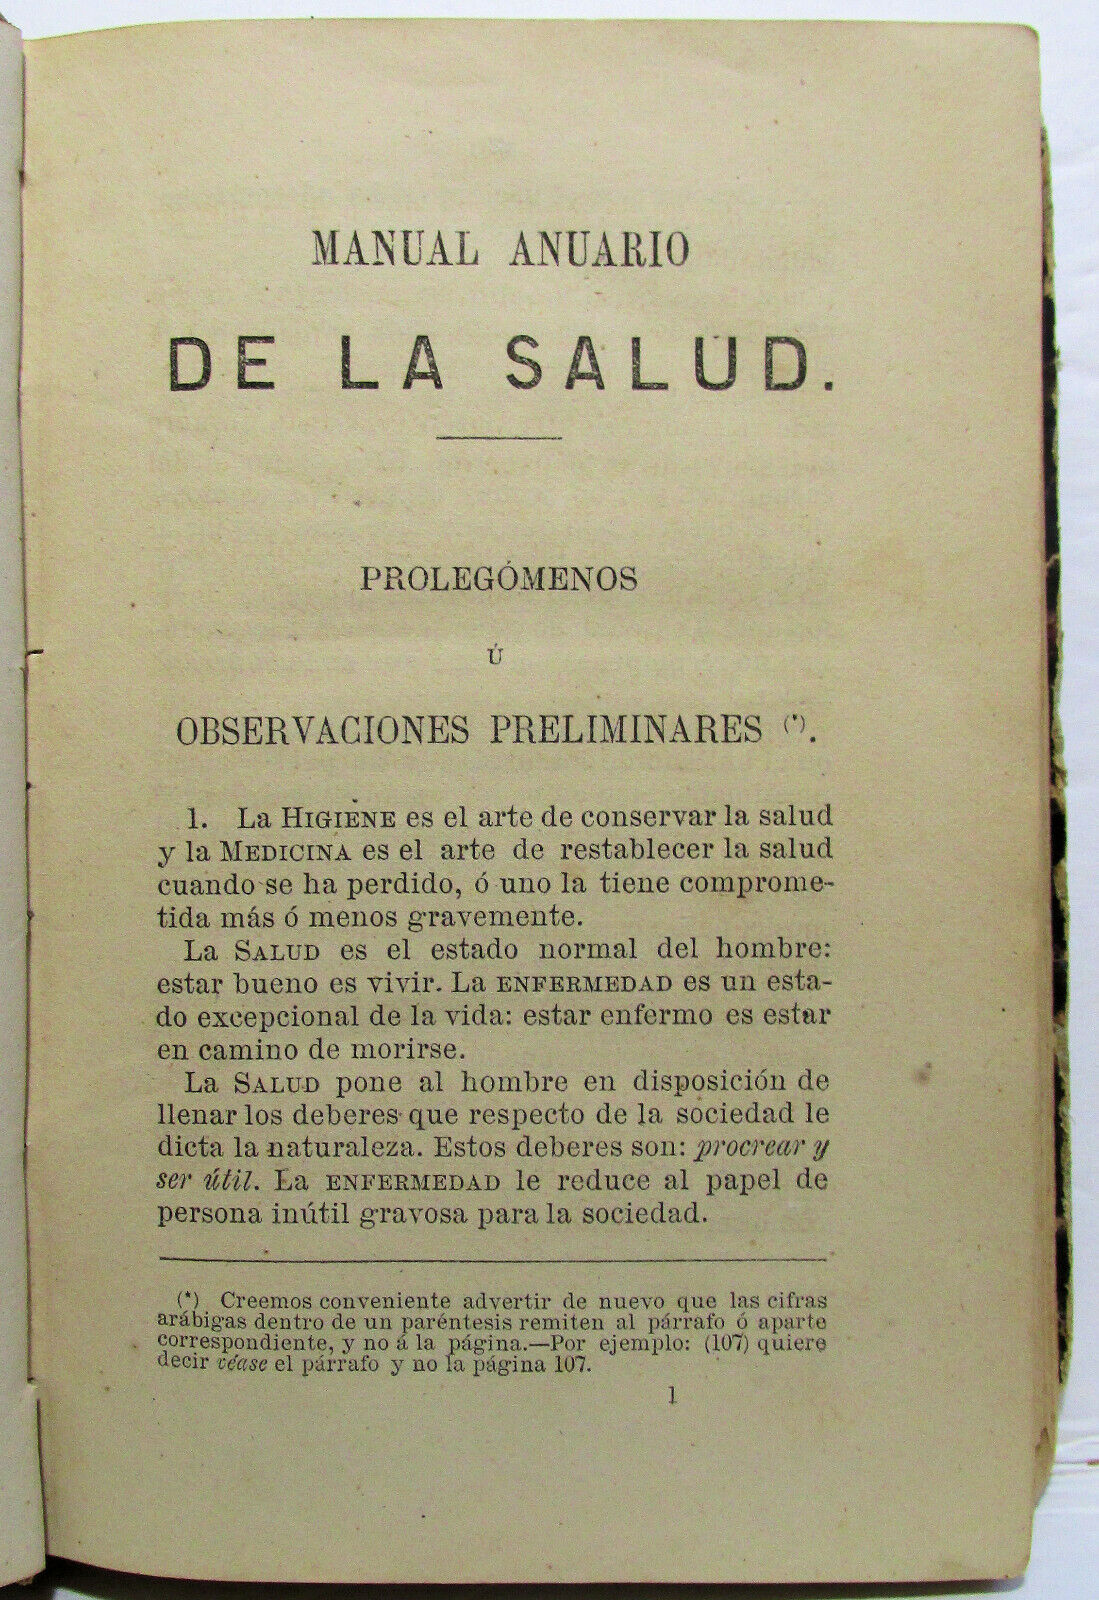 MANUAL ANUARIO
DE LA SALUD.
PROLEGÓMENOS
Ú
OBSERVACIONES PRELIMINARES (*).
1. La HIGIÉNE es el arte de conservar la salud
y la MEDICINA es el arte de restablecer la salud
cuando se ha perdido, ó uno la tiene comprome-
tida más ó menos gravemente.
La SALUD es el estado normal del hombre:
estar bueno es vivir. La ENFERMEDAD es un esta-
do excepcional de la vida: estar enfermo es estar
en camino de morirse.
La SALUD pone al hombre en disposición de
llenar los deberes que respecto de la sociedad le
dicta la naturaleza. Estos deberes son: procrear y
ser útil. La ENFERMEDAD le reduce al papel de
persona inútil gravosa para la sociedad.
(*) Creemos conveniente advertir de nuevo que las cifras
arábigas dentro de un paréntesis remiten al párrafo ó aparte
correspondiente, y no á la página.—Por ejemplo: (107) quiere
decir véase el párrafo y no la página 107.
1